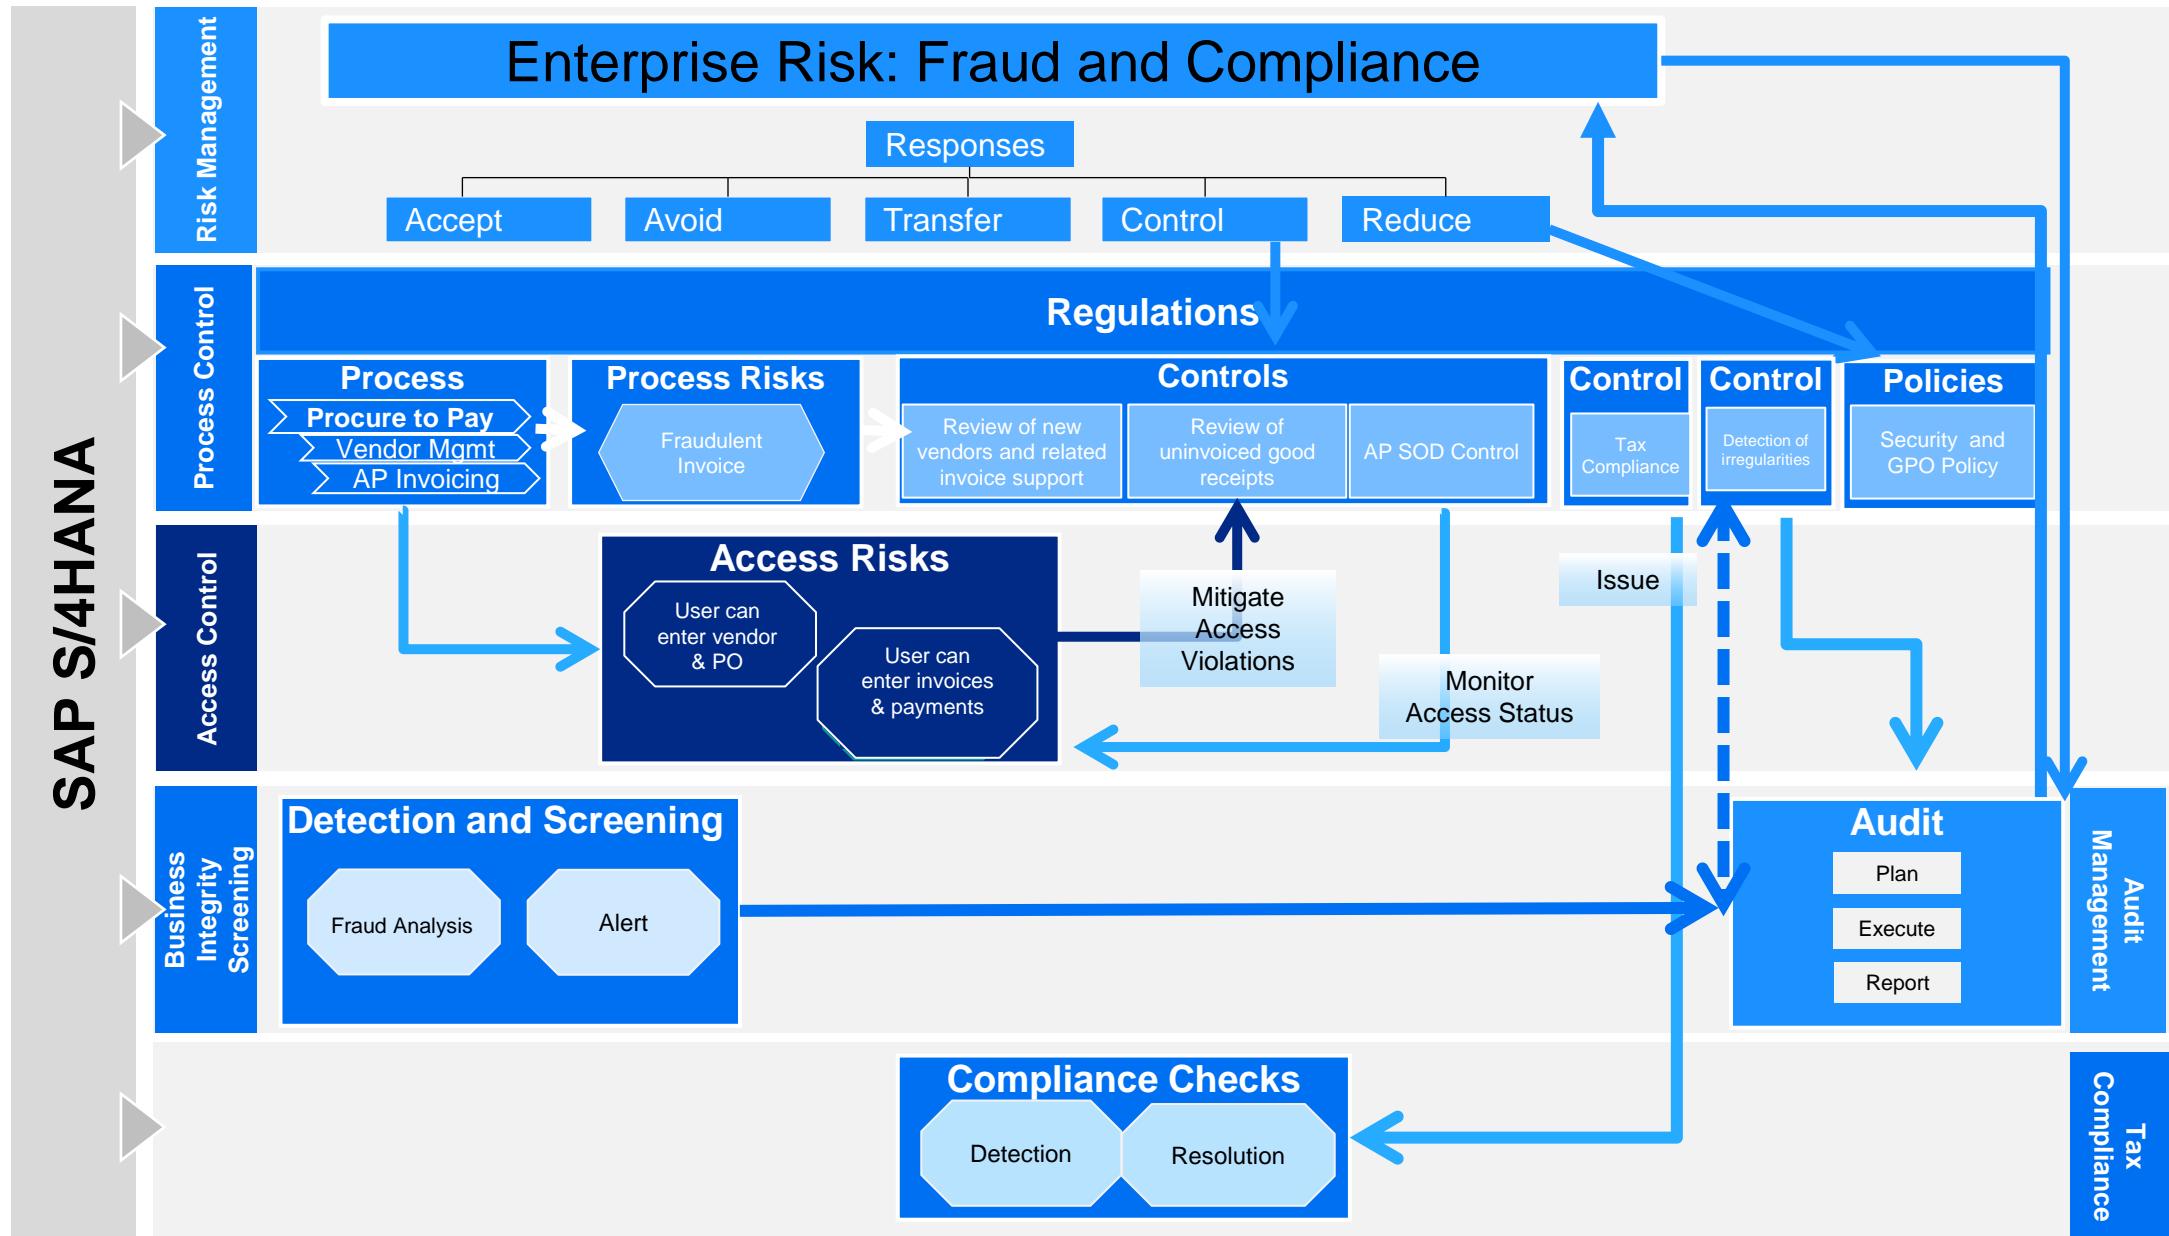 SAP S/4HANA
Risk Management
Enterprise Risk: Fraud and Compliance
Responses
Accept
Avoid
Transfer
Control
Reduce
Process Control
Regulations
Process
Procure to Pay
Vendor Mgmt
AP Invoicing
Process Risks
Fraudulent
Invoice
Controls
Review of new
vendors and related
invoice support
Review of
uninvoiced good
receipts
AP SOD Control
Control
Tax
Compliance
Control
Detection of
irregularities
Policies
Security and
GPO Policy
Access Control
Access Risks
User can
enter vendor
& PO
User can
enter invoices
& payments
Mitigate
Access
Violations
Monitor
Access Status
Issue
Business
Integrity
Screening
Detection and Screening
Fraud Analysis
Alert
Audit
Plan
Execute
Report
Audit
Management
Compliance Checks
Detection
Resolution
Tax
Compliance